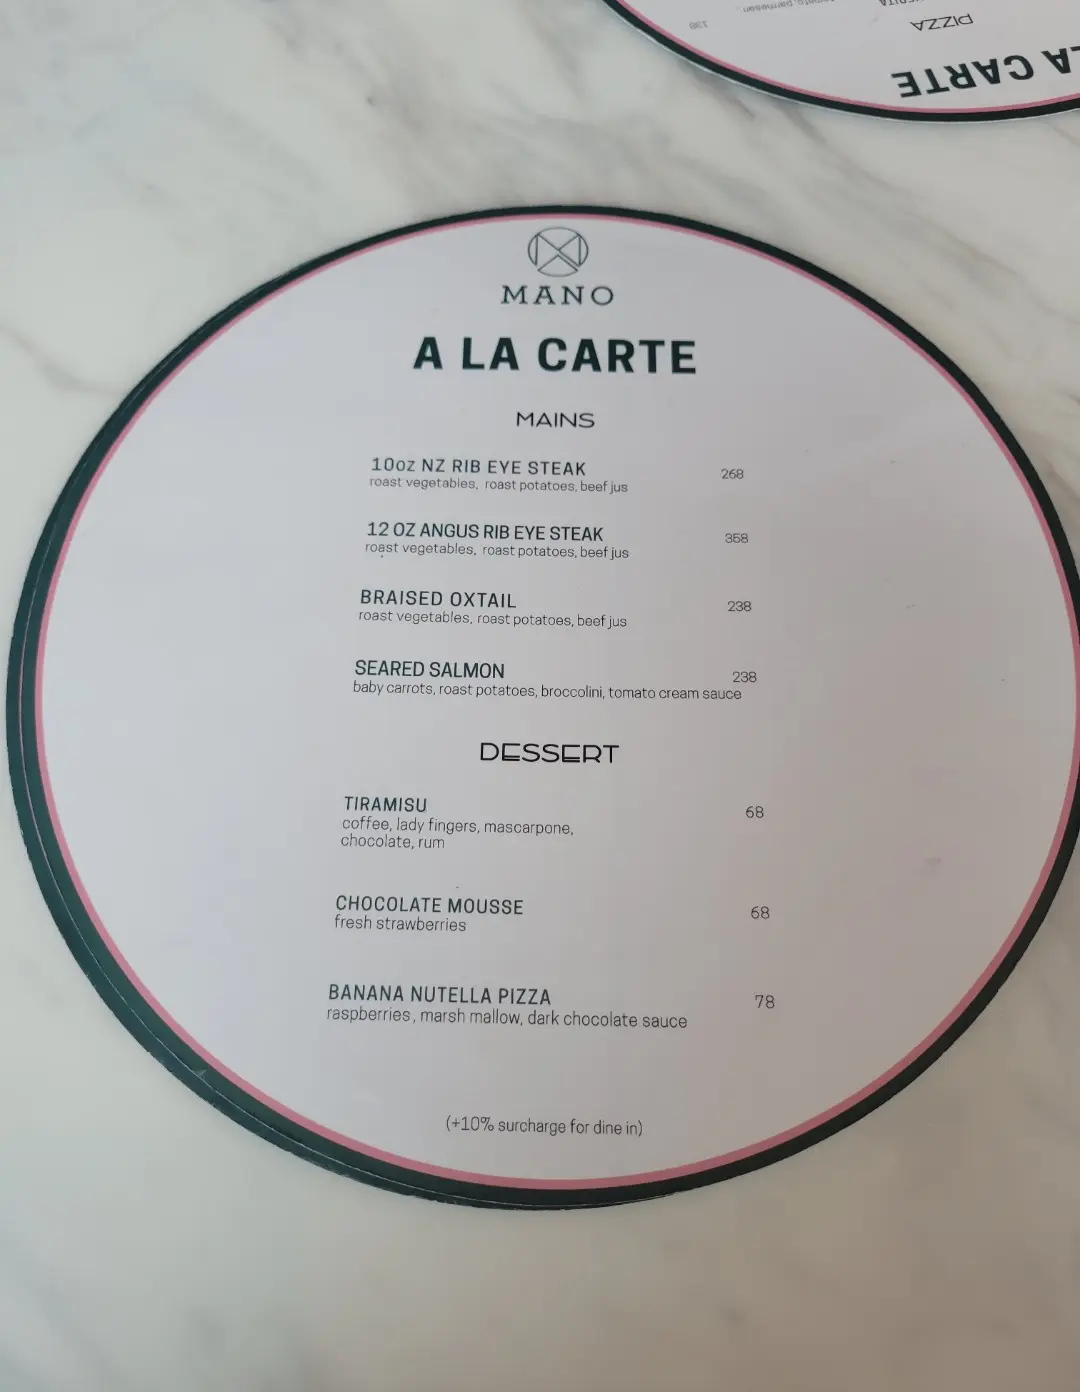 LA CARTE
PIZZA
138
MANO
A LA CARTE
MAINS
10oz NZ RIB EYE STEAK 268
roast vegetables, roast potatoes, beef jus
12 OZ ANGUS RIB EYE STEAK 358
roast vegetables, roast potatoes, beef jus
BRAISED OXTAIL 238
roast vegetables, roast potatoes, beef jus
SEARED SALMON 238
baby carrots, roast potatoes, broccolini, tomato cream sauce
DESSERT
TIRAMISU 68
coffee, lady fingers, mascarpone,
chocolate, rum
CHOCOLATE MOUSSE 68
fresh strawberries
BANANA NUTELLA PIZZA 78
raspberries, marsh mallow, dark chocolate sauce
(+10% surcharge for dine in)